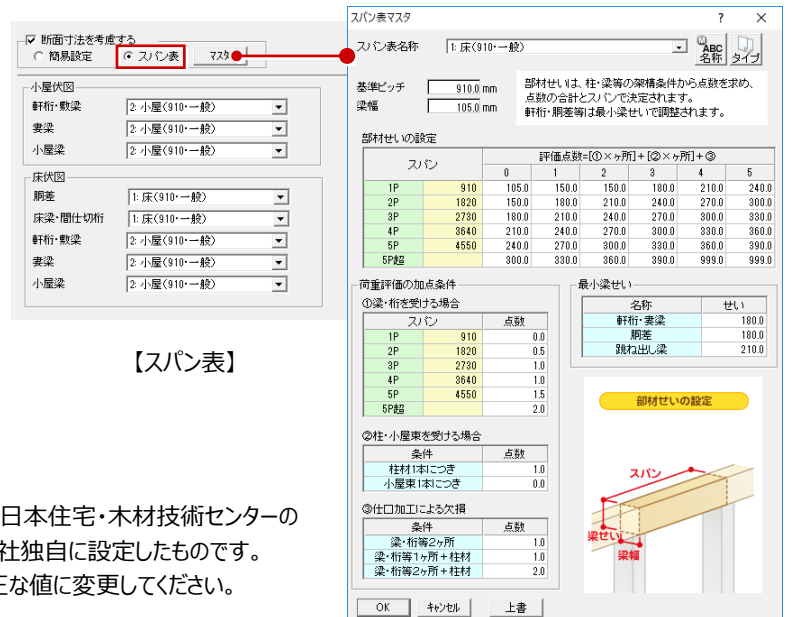 断面寸法を考慮する
簡易設定 スパン表 マスタ
小屋伏図
軒桁・敷梁 2: 小屋(910・一般)
妻梁 2: 小屋(910・一般)
小屋梁 2: 小屋(910・一般)
床伏図
胴差 1: 床(910・一般)
床梁・間仕切桁 1: 床(910・一般)
軒桁・敷梁 2: 小屋(910・一般)
妻梁 2: 小屋(910・一般)
小屋梁 2: 小屋(910・一般)
【スパン表】
日本住宅・木材技術センターの
社独自に設定したものです。
正な値に変更してください。
スパン表マスタ ? ×
スパン表名称 1: 床(910・一般) ABC 名称 タイプ
基準ピッチ 910.0 mm
梁幅 105.0 mm
部材せいは、柱・梁等の架構条件から点数を求め、
点数の合計とスパンで決定されます。
軒桁・胴差等は最小梁せいで調整されます。
部材せいの設定
スパン 評価点数=[①×ヶ所]+[②×ヶ所]+③
0 1 2 3 4 5
1P 910 105.0 150.0 150.0 180.0 210.0 240.0
2P 1820 150.0 180.0 210.0 240.0 270.0 300.0
3P 2730 180.0 210.0 240.0 270.0 300.0 330.0
4P 3640 210.0 240.0 270.0 300.0 330.0 360.0
5P 4550 240.0 270.0 300.0 330.0 360.0 390.0
5P超 300.0 330.0 360.0 390.0 999.0 999.0
荷重評価の加点条件
①梁・桁を受ける場合
スパン 点数
1P 910 0.0
2P 1820 0.5
3P 2730 1.0
4P 3640 1.0
5P 4550 1.5
5P超 2.0
②柱・小屋束を受ける場合
条件 点数
柱材1本につき 1.0
小屋束1本につき 0.0
③仕口加工による欠損
条件 点数
梁・桁等2ヶ所 1.0
梁・桁等1ヶ所+柱材 1.0
梁・桁等2ヶ所+柱材 2.0
最小梁せい
名称 せい
軒桁・妻梁 180.0
胴差 180.0
跳ね出し梁 210.0
部材せいの設定
スパン
梁せい
梁幅
OK キャンセル 上書